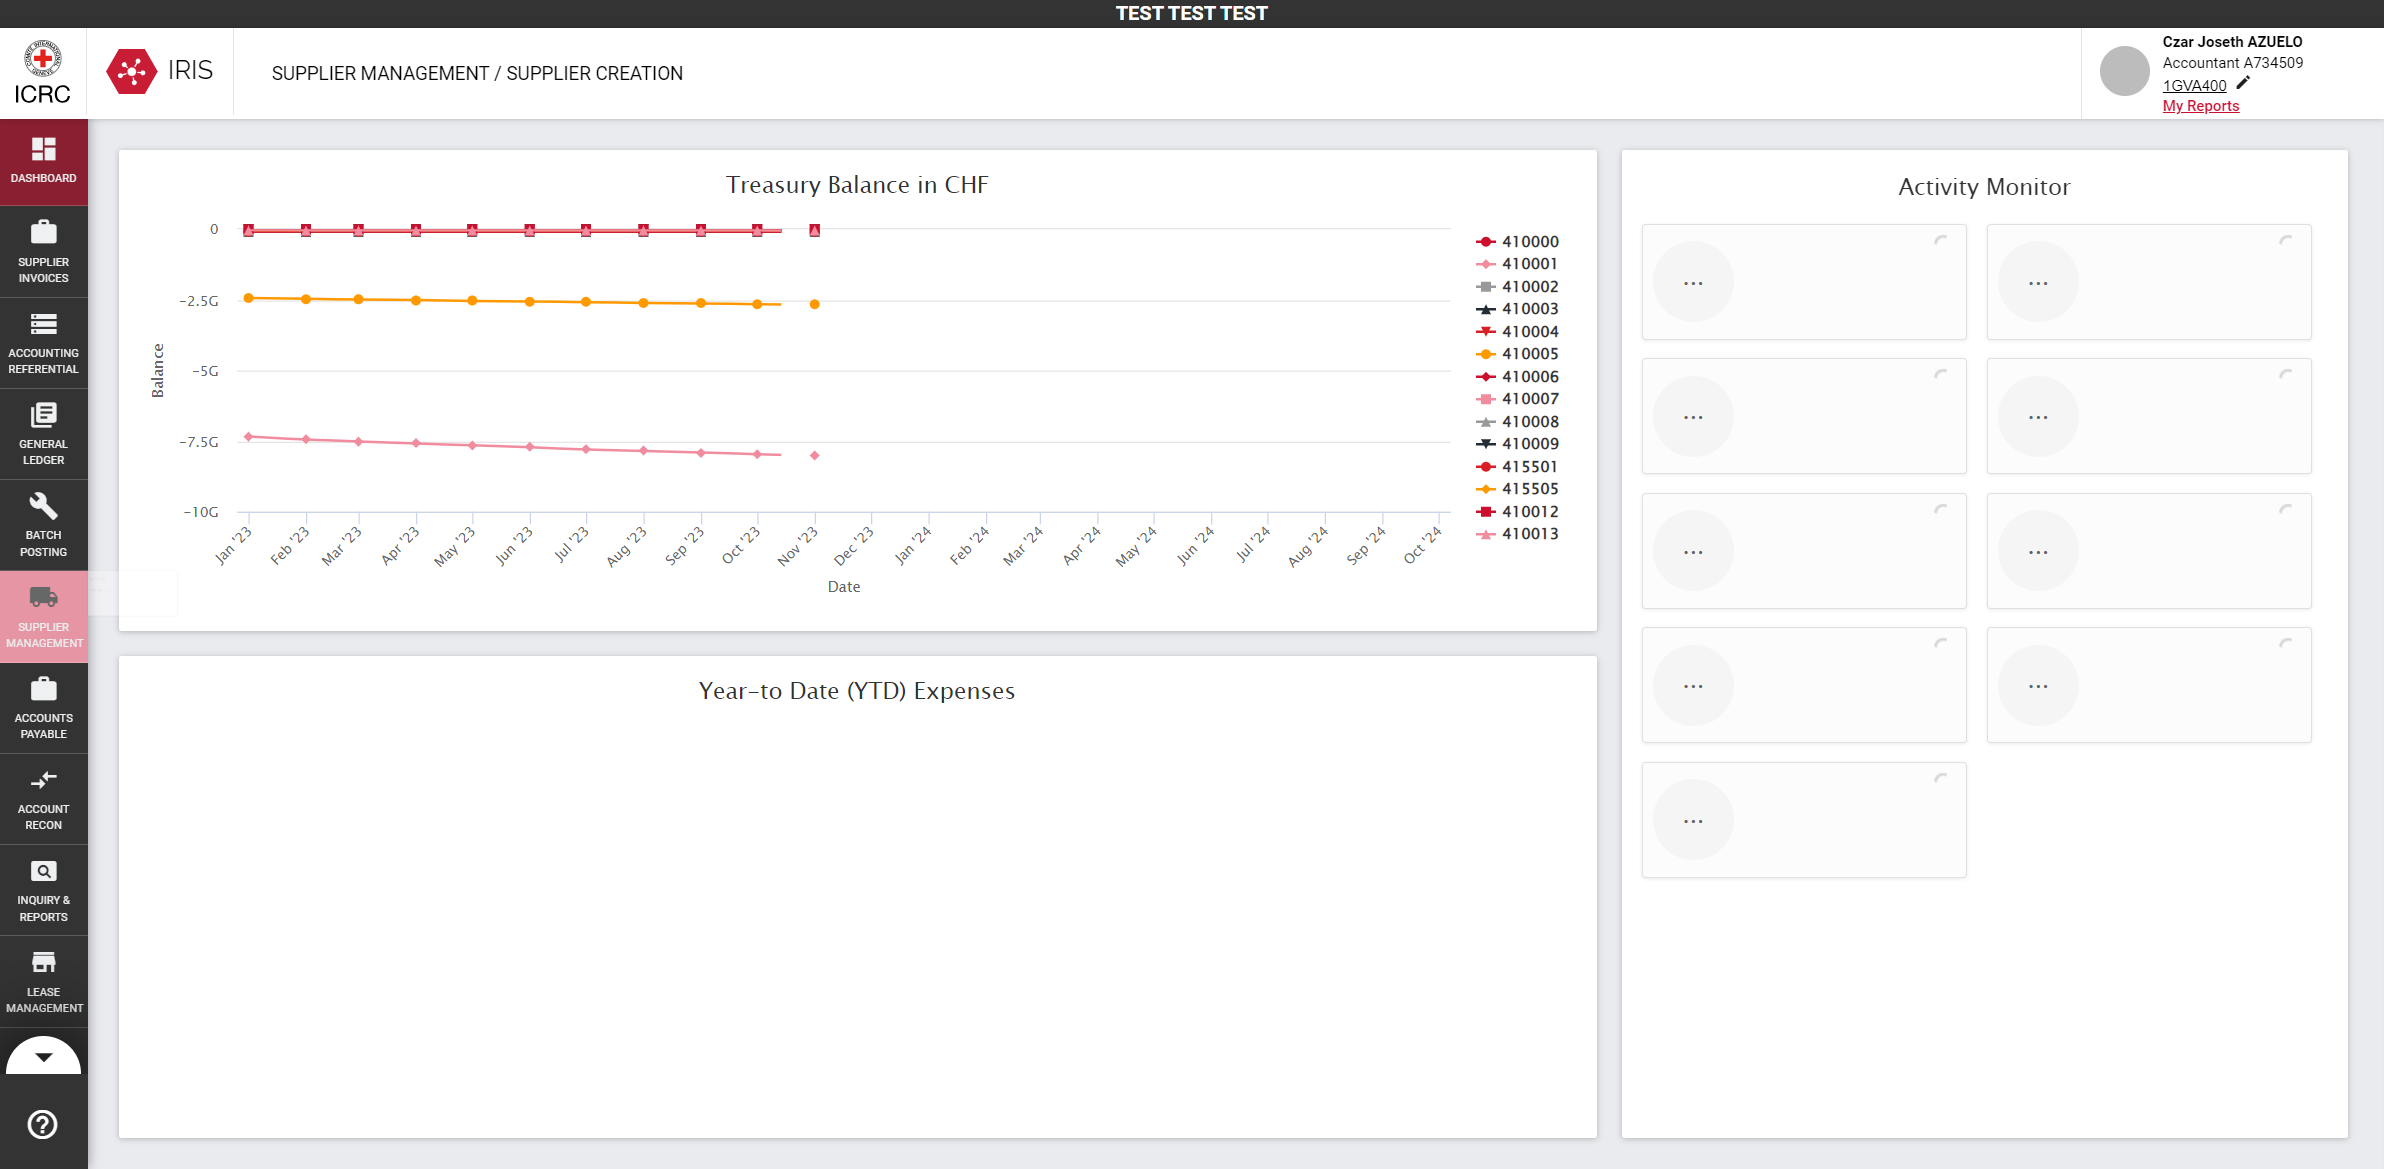 TEST TEST TEST
ICRC
IRIS
SUPPLIER MANAGEMENT / SUPPLIER CREATION
Czar Joseth AZUELO
Accountant A734509
1GVA400
My Reports
DASHBOARD
SUPPLIER
INVOICES
ACCOUNTING
REFERENTIAL
GENERAL
LEDGER
BATCH
POSTING
SUPPLIER
MANAGEMENT
ACCOUNTS
PAYABLE
ACCOUNT
RECON
INQUIRY &
REPORTS
LEASE
MANAGEMENT
Treasury Balance in CHF
Balance
0
−2.5G
−5G
−7.5G
−10G
Jan '23
Feb '23
Mar '23
Apr '23
May '23
Jun '23
Jul '23
Aug '23
Sep '23
Oct '23
Nov '23
Dec '23
Jan '24
Feb '24
Mar '24
Apr '24
May '24
Jun '24
Jul '24
Aug '24
Sep '24
Oct '24
Date
410000
410001
410002
410003
410004
410005
410006
410007
410008
410009
415501
415505
410012
410013
Year-to Date (YTD) Expenses
Activity Monitor
...
...
...
...
...
...
...
...
...